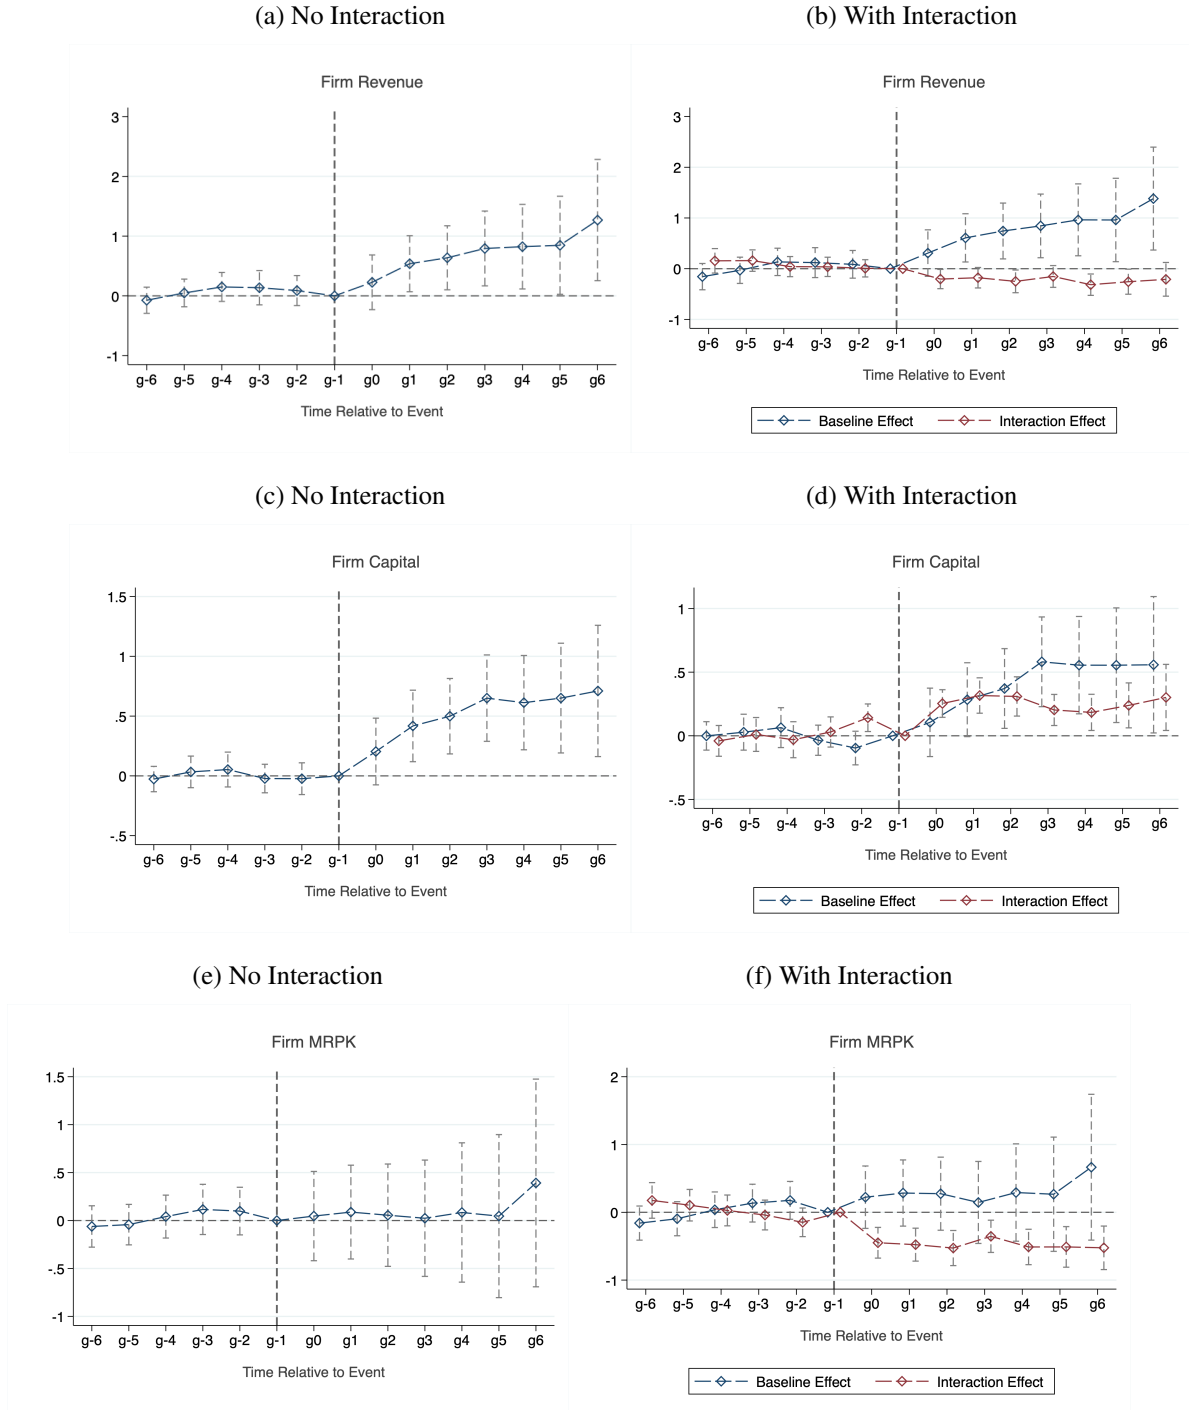 (a) No Interaction
Firm Revenue
3
2
1
0
-1
g-6 g-5 g-4 g-3 g-2 g-1 g0 g1 g2 g3 g4 g5 g6
Time Relative to Event
(b) With Interaction
Firm Revenue
3
2
1
0
-1
g-6 g-5 g-4 g-3 g-2 g-1 g0 g1 g2 g3 g4 g5 g6
Time Relative to Event
Baseline Effect Interaction Effect
(c) No Interaction
Firm Capital
1.5
1
.5
0
-.5
g-6 g-5 g-4 g-3 g-2 g-1 g0 g1 g2 g3 g4 g5 g6
Time Relative to Event
(d) With Interaction
Firm Capital
1
.5
0
-.5
g-6 g-5 g-4 g-3 g-2 g-1 g0 g1 g2 g3 g4 g5 g6
Time Relative to Event
Baseline Effect Interaction Effect
(e) No Interaction
Firm MRPK
1.5
1
.5
0
-.5
-1
g-6 g-5 g-4 g-3 g-2 g-1 g0 g1 g2 g3 g4 g5 g6
Time Relative to Event
(f) With Interaction
Firm MRPK
2
1
0
-1
g-6 g-5 g-4 g-3 g-2 g-1 g0 g1 g2 g3 g4 g5 g6
Time Relative to Event
Baseline Effect Interaction Effect